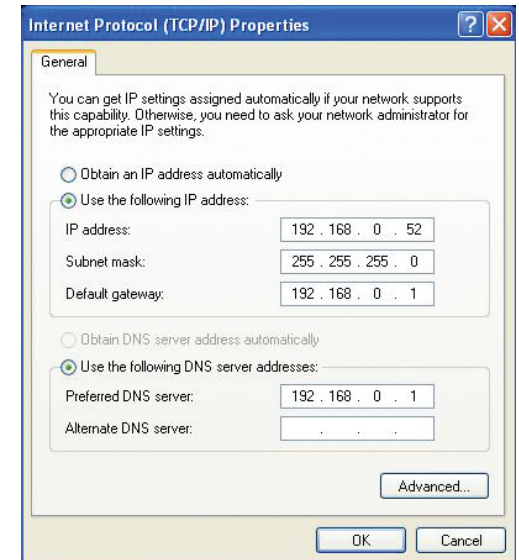 Internet Protocol (TCP/IP) Properties
General
You can get IP settings assigned automatically if your network supports
this capability. Otherwise, you need to ask your network administrator for
the appropriate IP settings.
Obtain an IP address automatically
Use the following IP address:
IP address: 192 . 168 . 0 . 52
Subnet mask: 255 . 255 . 255 . 0
Default gateway: 192 . 168 . 0 . 1
Obtain DNS server address automatically
Use the following DNS server addresses:
Preferred DNS server: 192 . 168 . 0 . 1
Alternate DNS server: . . .
Advanced...
OK Cancel